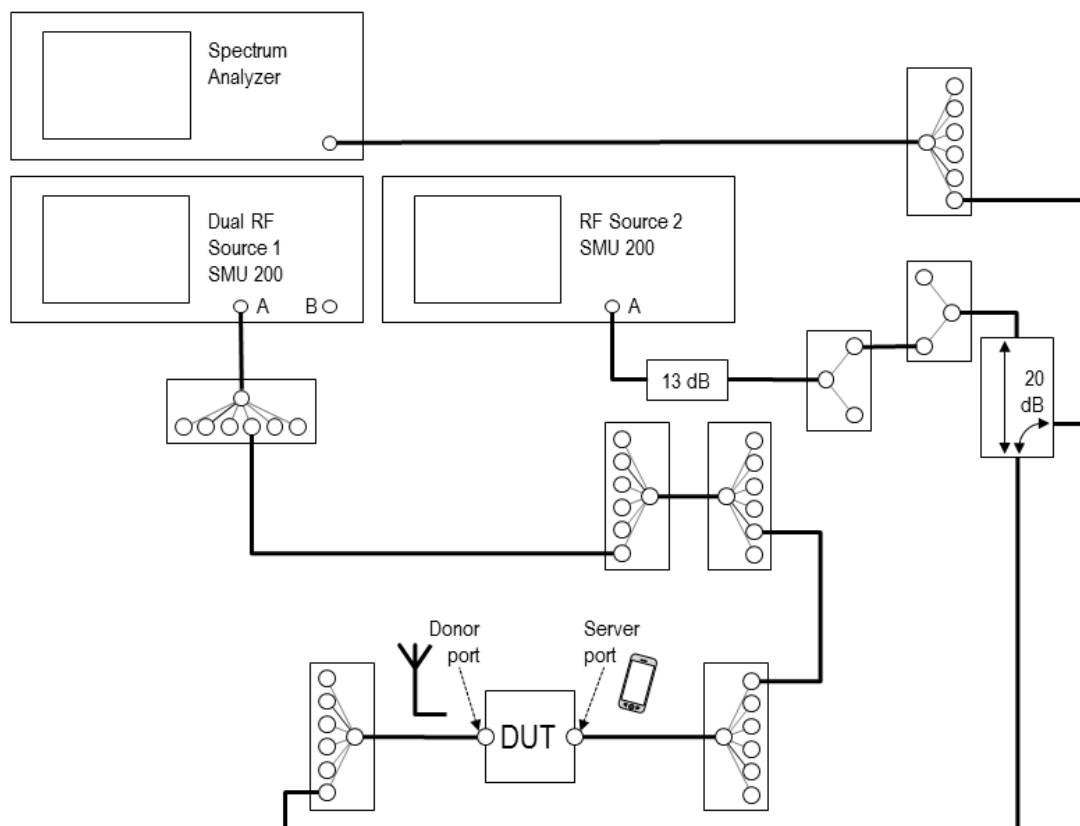 Spectrum
Analyzer
Dual RF
Source 1
SMU 200
A
B
RF Source 2
SMU 200
A
13 dB
20
dB
Donor
port
Server
port
DUT